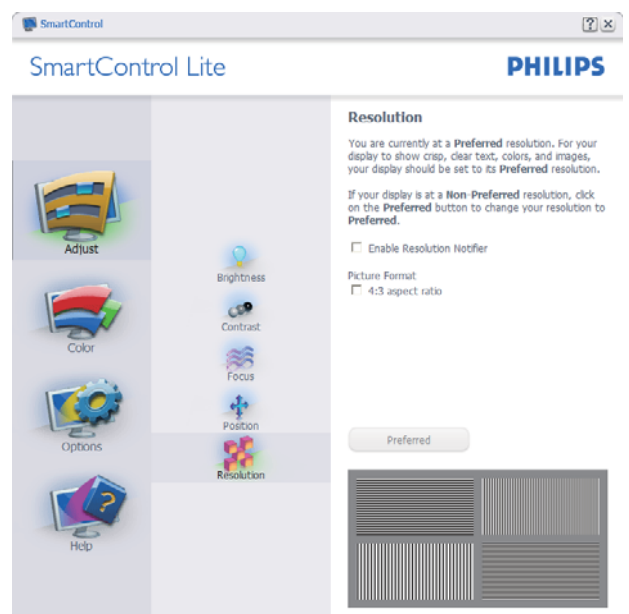 SmartControl
SmartControl Lite
PHILIPS
Adjust
Color
Options
Help
Brightness
Contrast
Focus
Position
Resolution
Resolution
You are currently at a Preferred resolution. For your
display to show crisp, clear text, colors, and images,
your display should be set to its Preferred resolution.
If your display is at a Non-Preferred resolution, click
on the Preferred button to change your resolution to
Preferred.
Enable Resolution Notifier
Picture Format
4:3 aspect ratio
Preferred